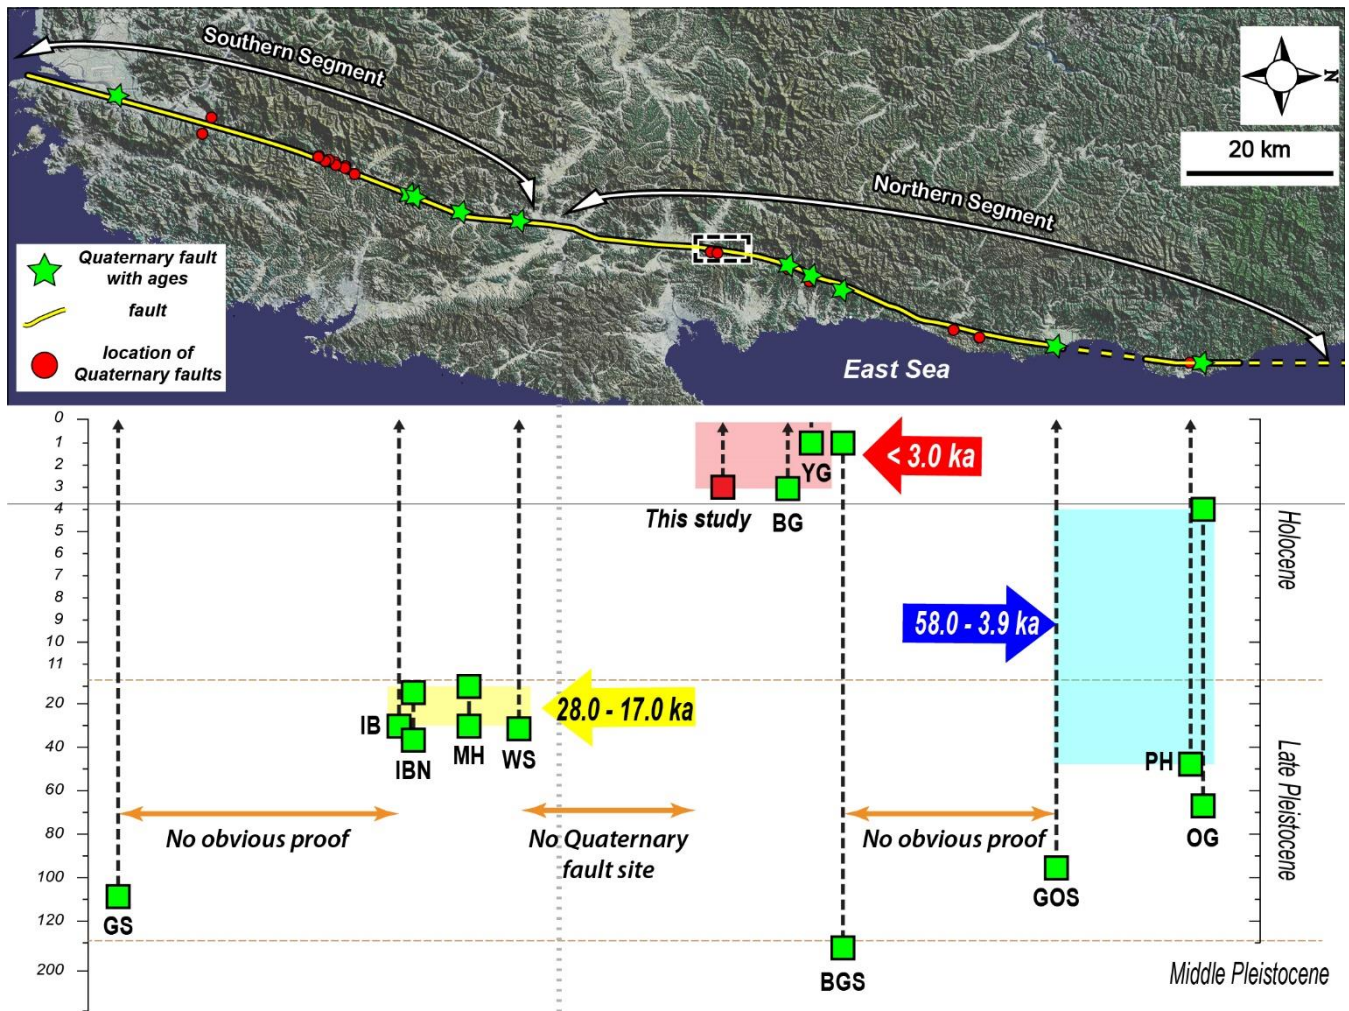 Southern Segment
Northern Segment
N
20 km
Quaternary fault
with ages
fault
location of
Quaternary faults
East Sea
0
1
2
3
4
5
6
7
8
9
10
11
20
30
40
60
80
100
120
200
< 3.0 ka
YG
This study
BG
Holocene
58.0 - 3.9 ka
28.0 - 17.0 ka
IB
IBN
MH
WS
PH
OG
Late Pleistocene
No obvious proof
No Quaternary
fault site
No obvious proof
GS
GOS
BGS
Middle Pleistocene